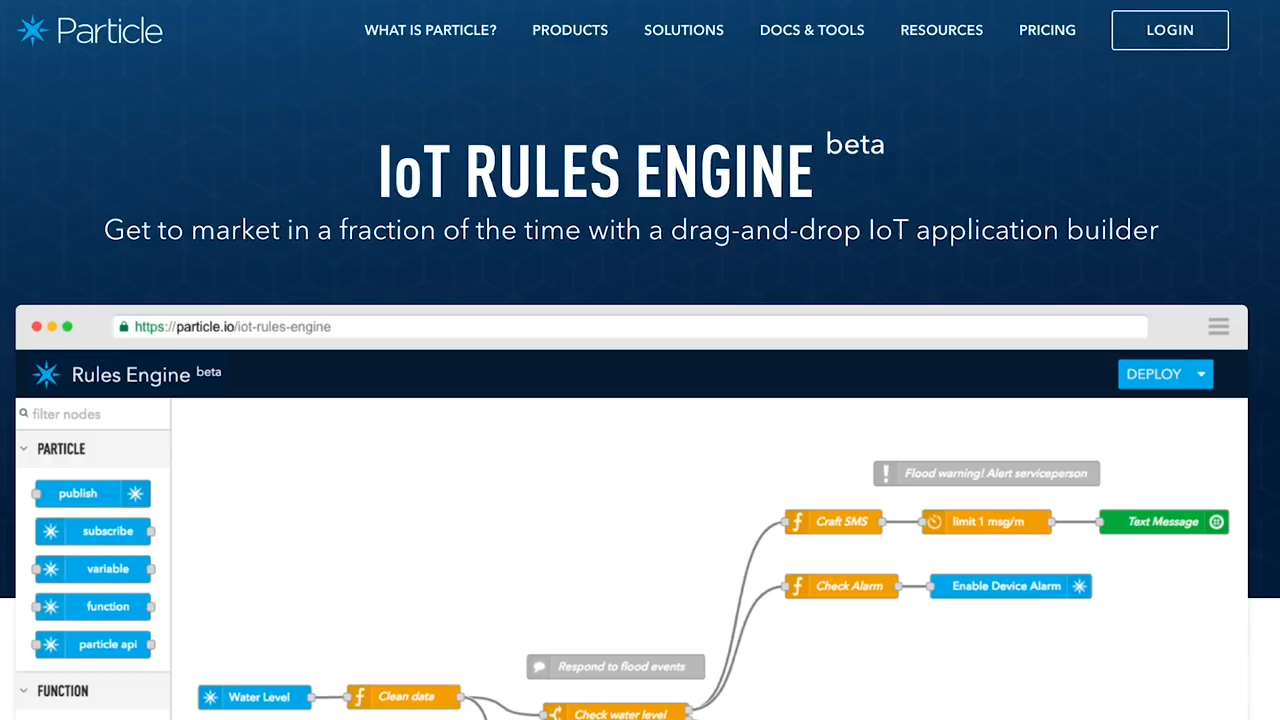 Particle
WHAT IS PARTICLE? PRODUCTS SOLUTIONS DOCS & TOOLS RESOURCES PRICING LOGIN
IoT RULES ENGINE beta
Get to market in a fraction of the time with a drag-and-drop IoT application builder
https://particle.io/iot-rules-engine
Rules Engine beta
DEPLOY
filter nodes
PARTICLE
publish
subscribe
variable
function
particle api
FUNCTION
Flood warning! Alert serviceperson
Craft SMS limit 1 msg/m Text Message
Check Alarm Enable Device Alarm
Respond to flood events
Water Level Clean data
Check water level